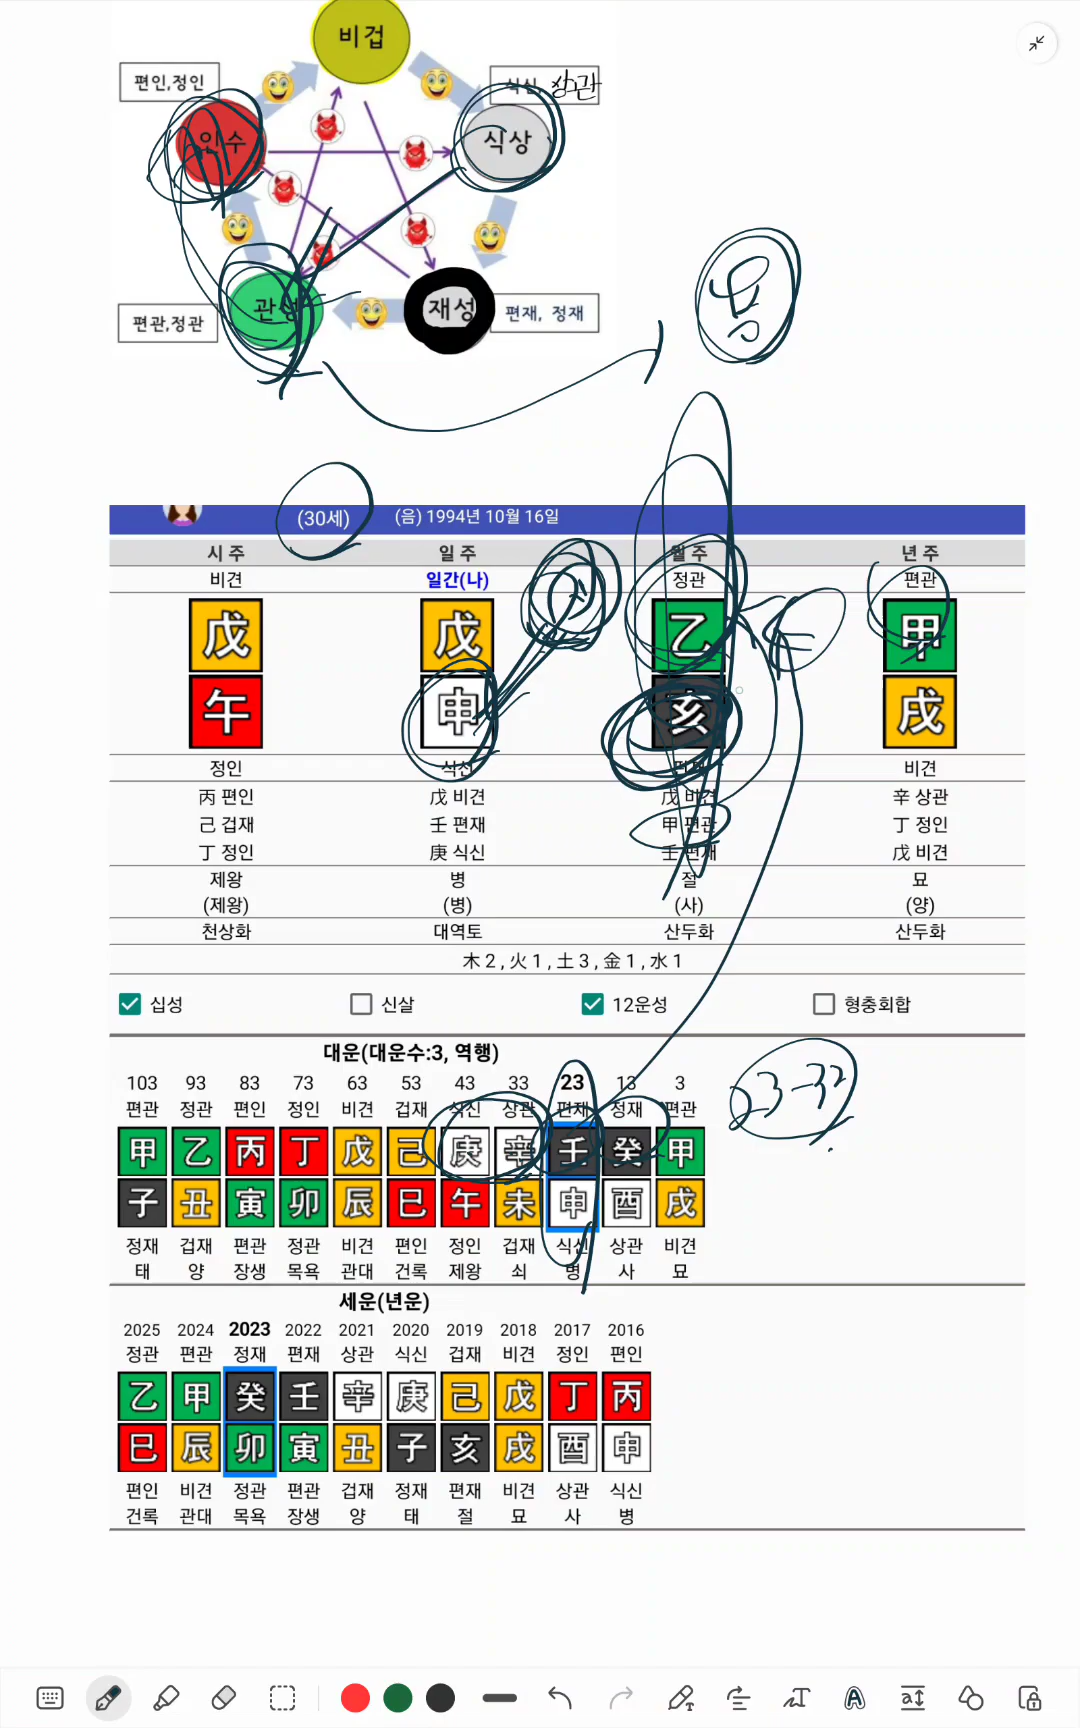 비겁
편인,정인
식신, 상관
인수
식상
관성
재성
편관,정관
편재, 정재
(30세) (음) 1994년 10월 16일
시주 일주 월주 년주
비견 일간(나) 정관 편관
戊 戊 乙 甲
午 申 亥 戌
정인 식신 편재 비견
丙 편인 戊 비견 戊 비견 辛 상관
己 겁재 壬 편재 甲 편관 丁 정인
丁 정인 庚 식신 壬 편재 戊 비견
제왕 병 절 묘
(제왕) (병) (사) (양)
천상화 대역토 산두화 산두화
木 2 , 火 1 , 土 3 , 金 1 , 水 1
십성 신살 12운성 형충회합
대운(대운수:3, 역행)
103 93 83 73 63 53 43 33 23 13 3
편관 정관 편인 정인 비견 겁재 식신 상관 편재 정재 편관
甲 乙 丙 丁 戊 己 庚 辛 壬 癸 甲
子 丑 寅 卯 辰 巳 午 未 申 酉 戌
정재 겁재 편관 정관 비견 편인 정인 겁재 식신 상관 비견
태 양 장생 목욕 관대 건록 제왕 쇠 병 사 묘
23-32
세운(년운)
2025 2024 2023 2022 2021 2020 2019 2018 2017 2016
정관 편관 정재 편재 상관 식신 겁재 비견 정인 편인
乙 甲 癸 壬 辛 庚 己 戊 丁 丙
巳 辰 卯 寅 丑 子 亥 戌 酉 申
편인 비견 정관 편관 겁재 정재 편재 비견 상관 식신
건록 관대 목욕 장생 양 태 절 묘 사 병